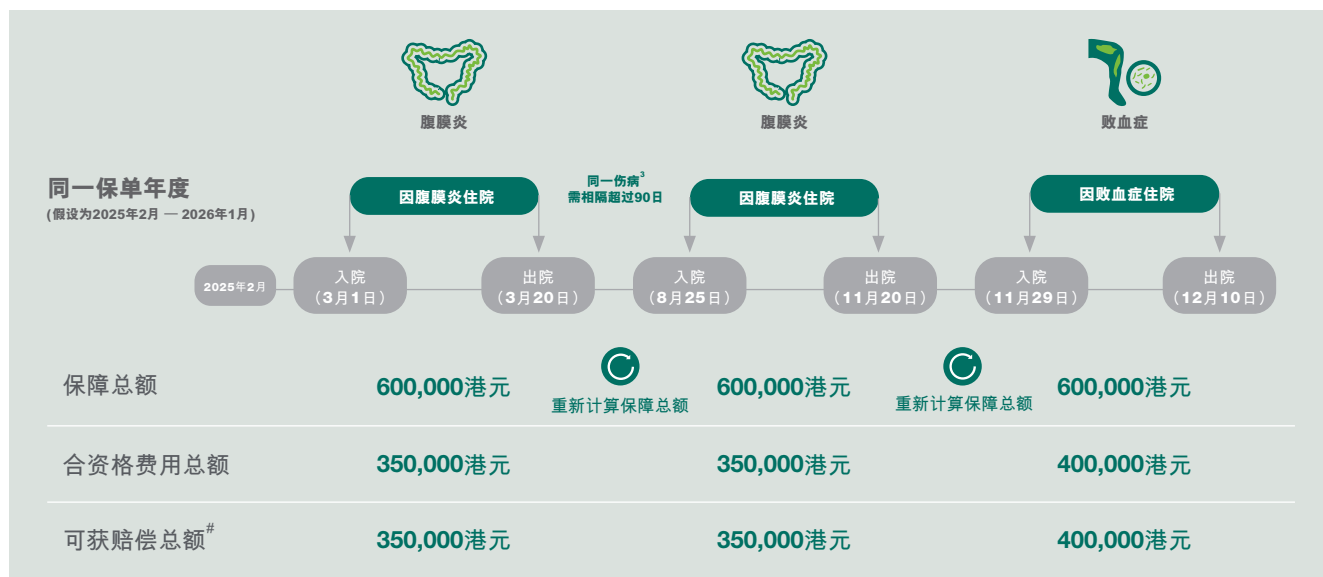 腹膜炎
腹膜炎
败血症
同一保单年度
(假设为2025年2月 — 2026年1月)
因腹膜炎住院
同一伤病3
需相隔超过90日
因腹膜炎住院
因败血症住院
2025年2月
入院
（3月1日）
出院
（3月20日）
入院
（8月25日）
出院
（11月20日）
入院
（11月29日）
出院
（12月10日）
保障总额
600,000港元
重新计算保障总额
600,000港元
重新计算保障总额
600,000港元
合资格费用总额
350,000港元
350,000港元
400,000港元
可获赔偿总额#
350,000港元
350,000港元
400,000港元